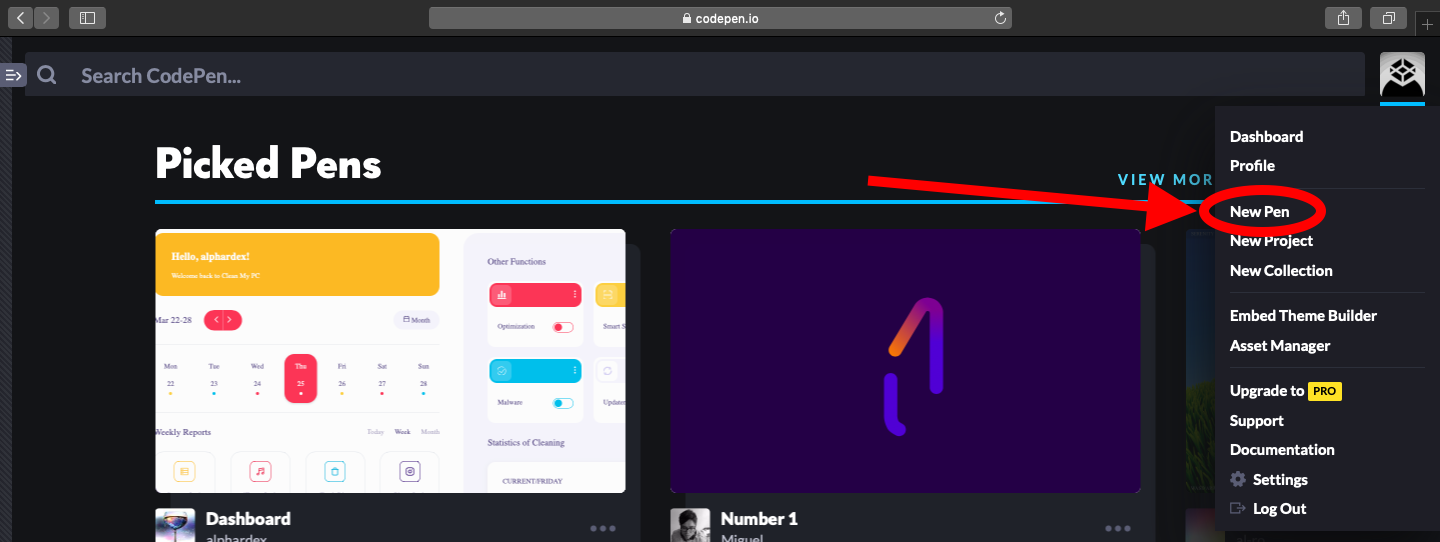 codepen.io
Search CodePen...
Picked Pens
VIEW MOR
Dashboard
Profile
New Pen
New Project
New Collection
Embed Theme Builder
Asset Manager
Upgrade to PRO
Support
Documentation
Settings
Log Out
Hello, alphardex!
Welcome back to Clean My PC
Mar 22-28
Month
Mon Tue Wed Thu Fri Sat Sun
22 23 24 25 26 27 28
Weekly Reports
Today Week Month
Other Functions
Optimization
Smart S
Malware
Update
Statistics of Cleaning
CURRENT/FRIDAY
Dashboard
alphardex
Number 1
Miguel